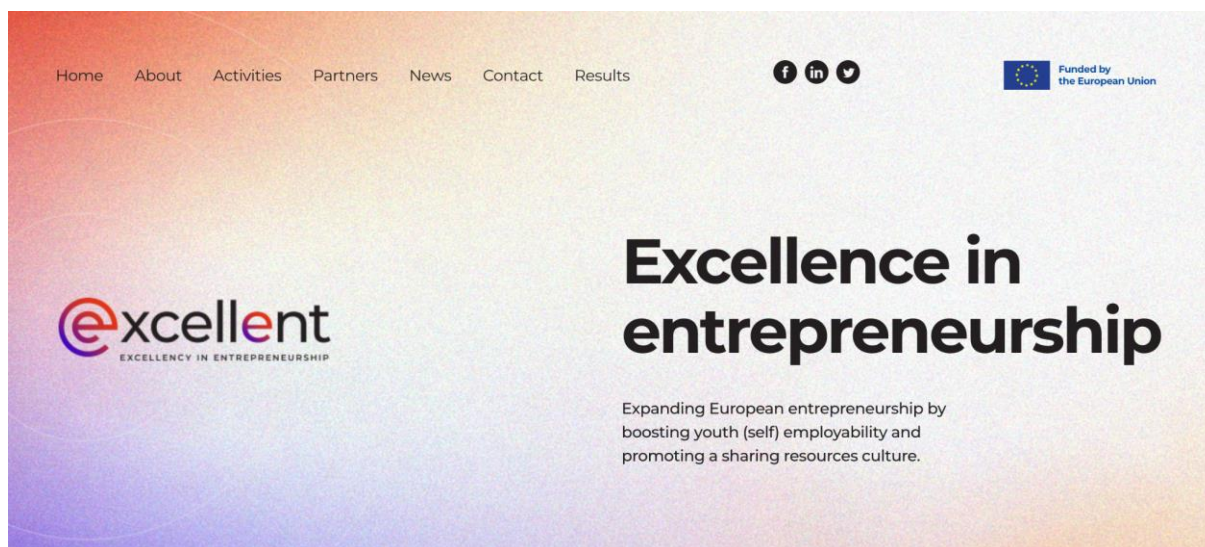 Home About Activities Partners News Contact Results
Funded by
the European Union
excellent
EXCELLENCY IN ENTREPRENEURSHIP
Excellence in
entrepreneurship
Expanding European entrepreneurship by
boosting youth (self) employability and
promoting a sharing resources culture.